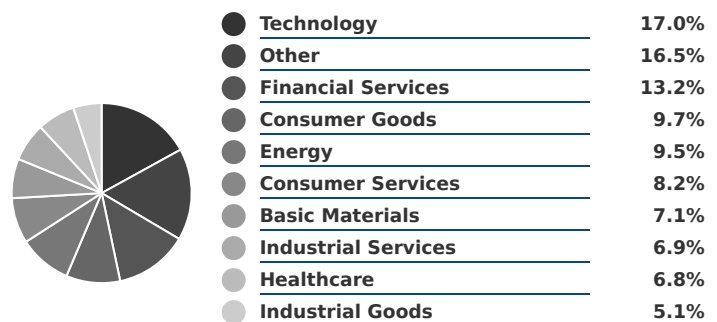 Technology 17.0%
Other 16.5%
Financial Services 13.2%
Consumer Goods 9.7%
Energy 9.5%
Consumer Services 8.2%
Basic Materials 7.1%
Industrial Services 6.9%
Healthcare 6.8%
Industrial Goods 5.1%